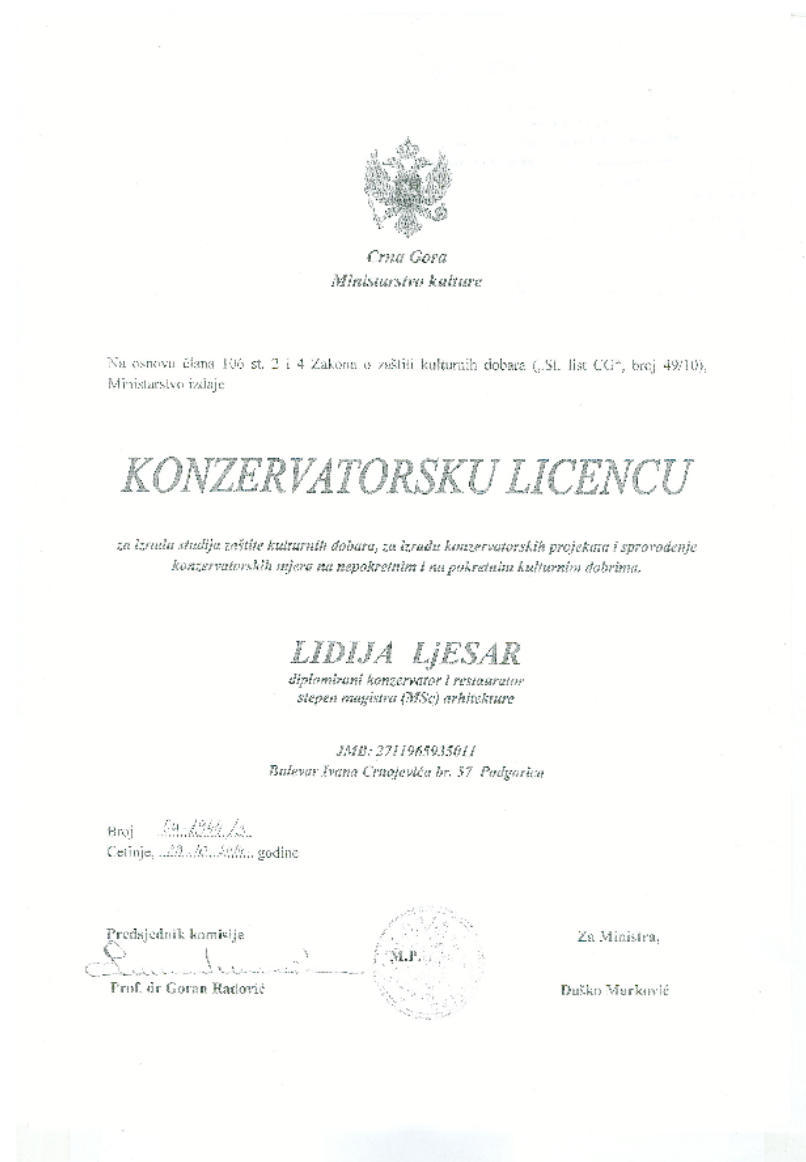 Crna Gora
Ministarstvo kulture
Na osnovu člana 106 st. 2 i 4 Zakona o zaštiti kulturnih dobara („Sl. list CG“, broj 49/10),
Ministarstvo izdaje
KONZERVATORSKU LICENCU
za izradu studija zaštite kulturnih dobara, za izradu konzervatorskih projekata i sprovođenje
konzervatorskih mjera na nepokretnim i na pokretnim kulturnim dobrima.
LIDIJA LjESAR
diplomirani konzervator i restaurator
stepen magistra (MSc) arhitekture
JMB: 2711965935011
Bulevar Ivana Crnojevića br. 57 Podgorica
Broj
Cetinje, godine
Predsjednik komisije
Za Ministra,
M.P.
Prof. dr Goran Radović
Duško Marković